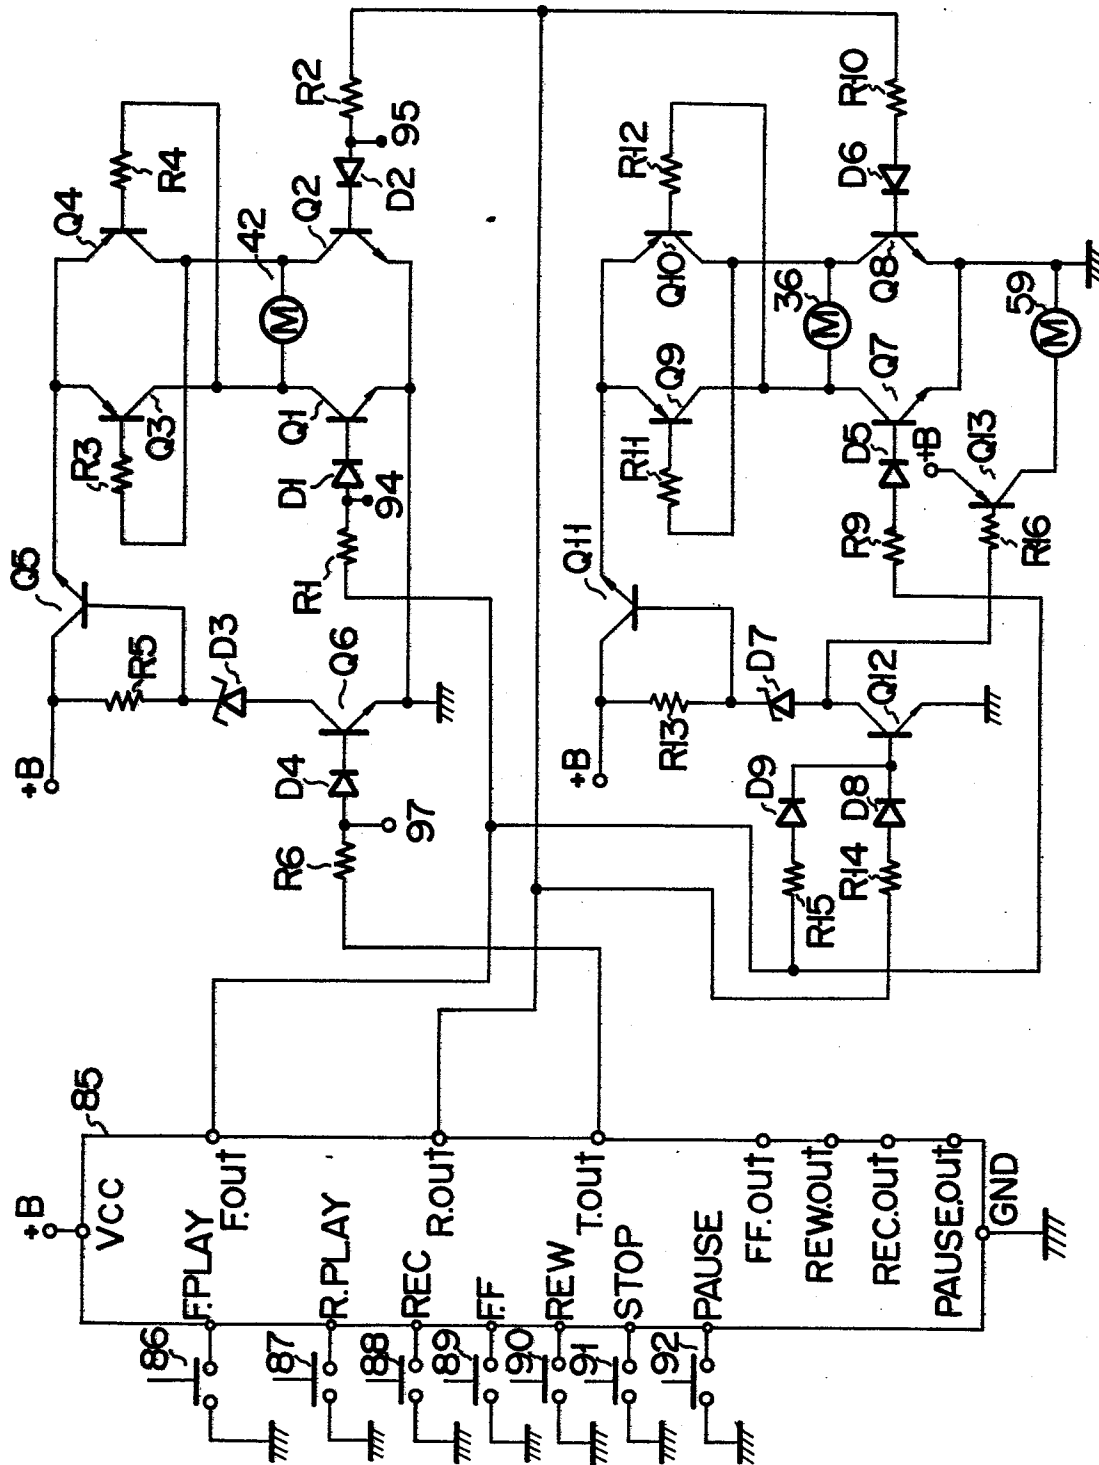 R2
95
R4
D2
Q4
Q2
42
M
Q3
Q1
R3
D1
94
R1
Q5
R5
D3
Q6
+B
D4
97
R6
R10
R12
D6
Q10
Q8
36
M
59
M
Q9
Q7
R11
D5
+B
Q13
R9
R16
Q11
D7
Q12
R13
+B
D9
D8
R14
R15
85
+B
VCC
F.out
R.out
T.out
FF.out
REW.out
REC.out
PAUSE.out
GND
F.PLAY
R.PLAY
REC
F.F
REW
STOP
PAUSE
86
87
88
89
90
91
92